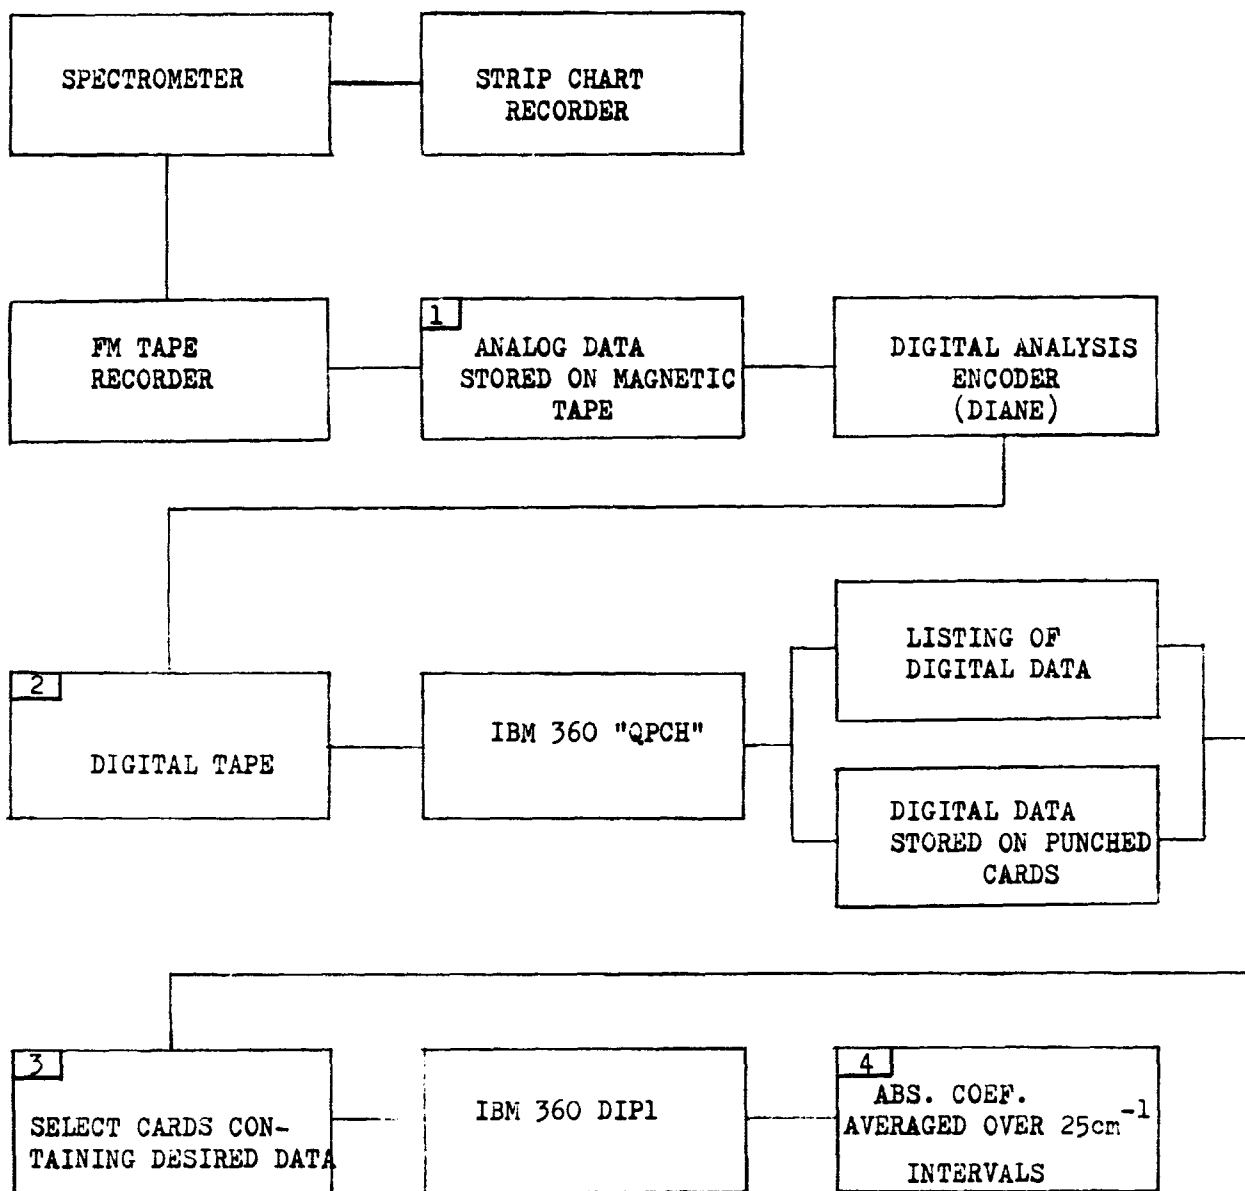 SPECTROMETER
STRIP CHART
RECORDER
FM TAPE
RECORDER
1
ANALOG DATA
STORED ON MAGNETIC
TAPE
DIGITAL ANALYSIS
ENCODER
(DIANE)
2
DIGITAL TAPE
IBM 360 "QPCH"
LISTING OF
DIGITAL DATA
DIGITAL DATA
STORED ON PUNCHED
CARDS
3
SELECT CARDS CON-
TAINING DESIRED DATA
IBM 360 DIP1
4
ABS. COEF.
AVERAGED OVER 25cm⁻¹
INTERVALS